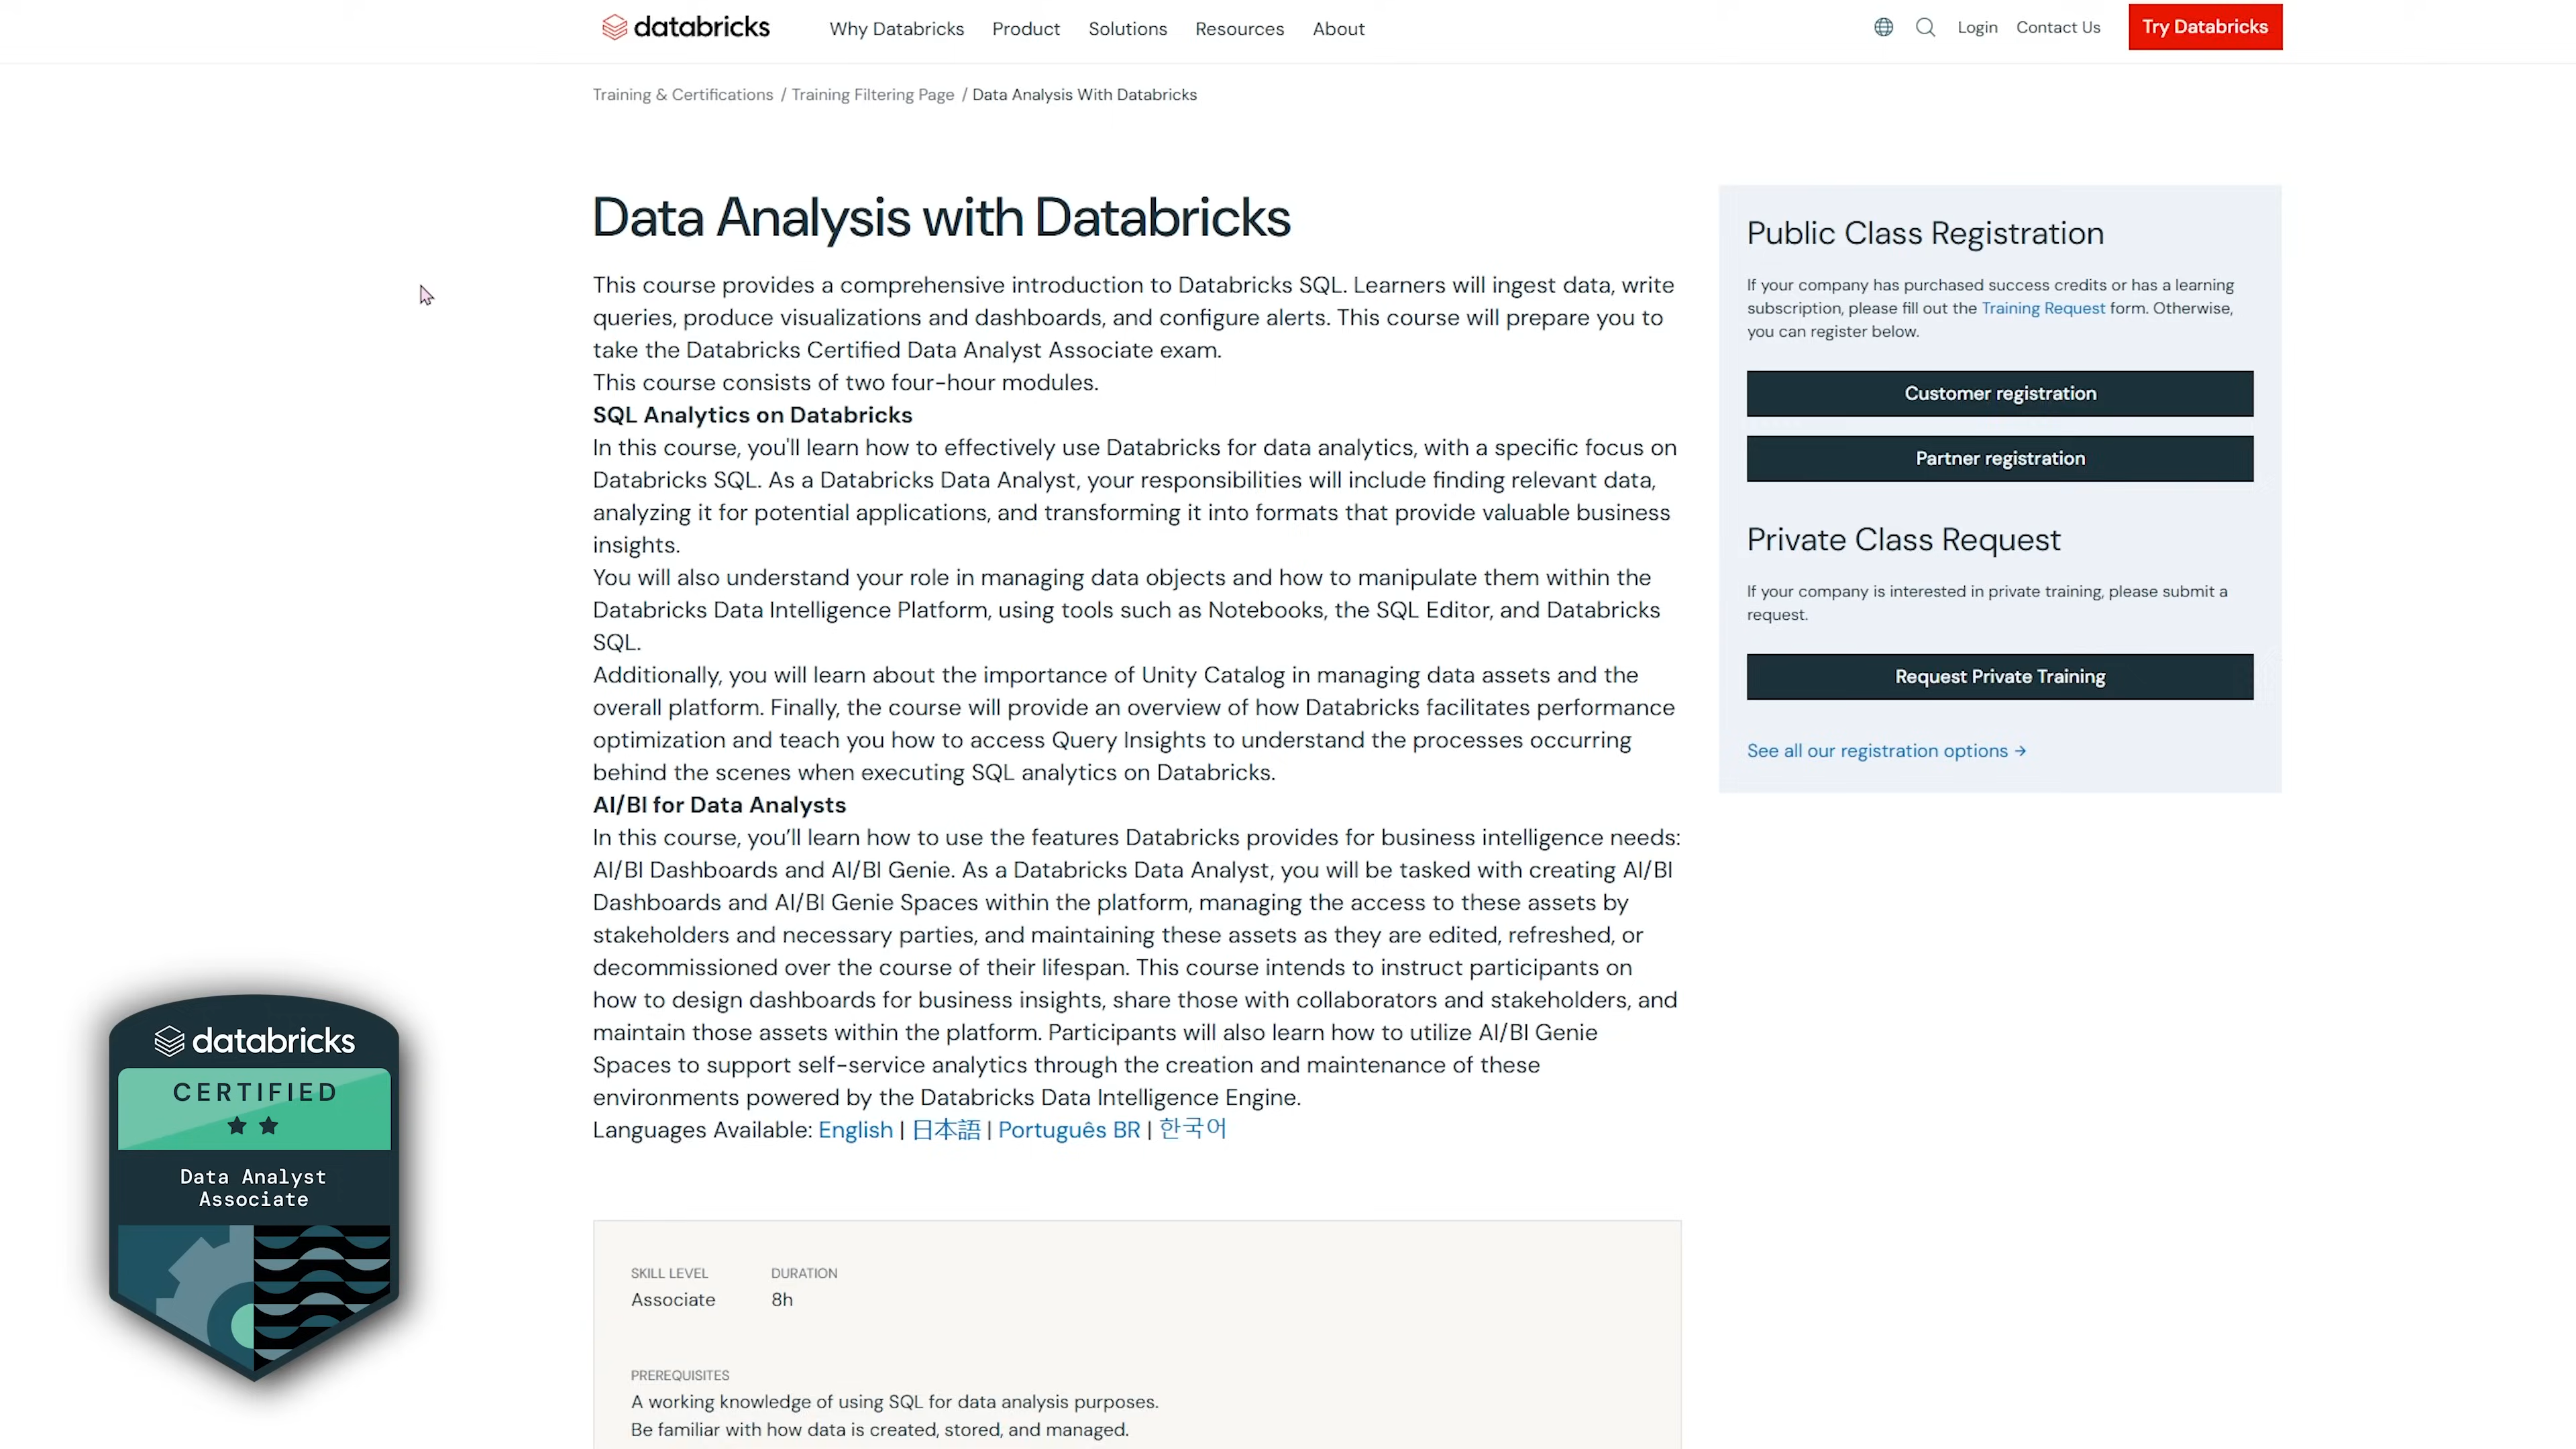 databricks
Why Databricks Product Solutions Resources About
Login Contact Us Try Databricks
Training & Certifications / Training Filtering Page / Data Analysis With Databricks
Data Analysis with Databricks
This course provides a comprehensive introduction to Databricks SQL. Learners will ingest data, write
queries, produce visualizations and dashboards, and configure alerts. This course will prepare you to
take the Databricks Certified Data Analyst Associate exam.
This course consists of two four-hour modules.
SQL Analytics on Databricks
In this course, you'll learn how to effectively use Databricks for data analytics, with a specific focus on
Databricks SQL. As a Databricks Data Analyst, your responsibilities will include finding relevant data,
analyzing it for potential applications, and transforming it into formats that provide valuable business
insights.
You will also understand your role in managing data objects and how to manipulate them within the
Databricks Data Intelligence Platform, using tools such as Notebooks, the SQL Editor, and Databricks
SQL.
Additionally, you will learn about the importance of Unity Catalog in managing data assets and the
overall platform. Finally, the course will provide an overview of how Databricks facilitates performance
optimization and teach you how to access Query Insights to understand the processes occurring
behind the scenes when executing SQL analytics on Databricks.
AI/BI for Data Analysts
In this course, you’ll learn how to use the features Databricks provides for business intelligence needs:
AI/BI Dashboards and AI/BI Genie. As a Databricks Data Analyst, you will be tasked with creating AI/BI
Dashboards and AI/BI Genie Spaces within the platform, managing the access to these assets by
stakeholders and necessary parties, and maintaining these assets as they are edited, refreshed, or
decommissioned over the course of their lifespan. This course intends to instruct participants on
how to design dashboards for business insights, share those with collaborators and stakeholders, and
maintain those assets within the platform. Participants will also learn how to utilize AI/BI Genie
Spaces to support self-service analytics through the creation and maintenance of these
environments powered by the Databricks Data Intelligence Engine.
Languages Available: English | 日本語 | Português BR | 한국어
SKILL LEVEL DURATION
Associate 8h
PREREQUISITES
A working knowledge of using SQL for data analysis purposes.
Be familiar with how data is created, stored, and managed.
Public Class Registration
If your company has purchased success credits or has a learning
subscription, please fill out the Training Request form. Otherwise,
you can register below.
Customer registration
Partner registration
Private Class Request
If your company is interested in private training, please submit a
request.
Request Private Training
See all our registration options →
databricks
CERTIFIED
Data Analyst
Associate